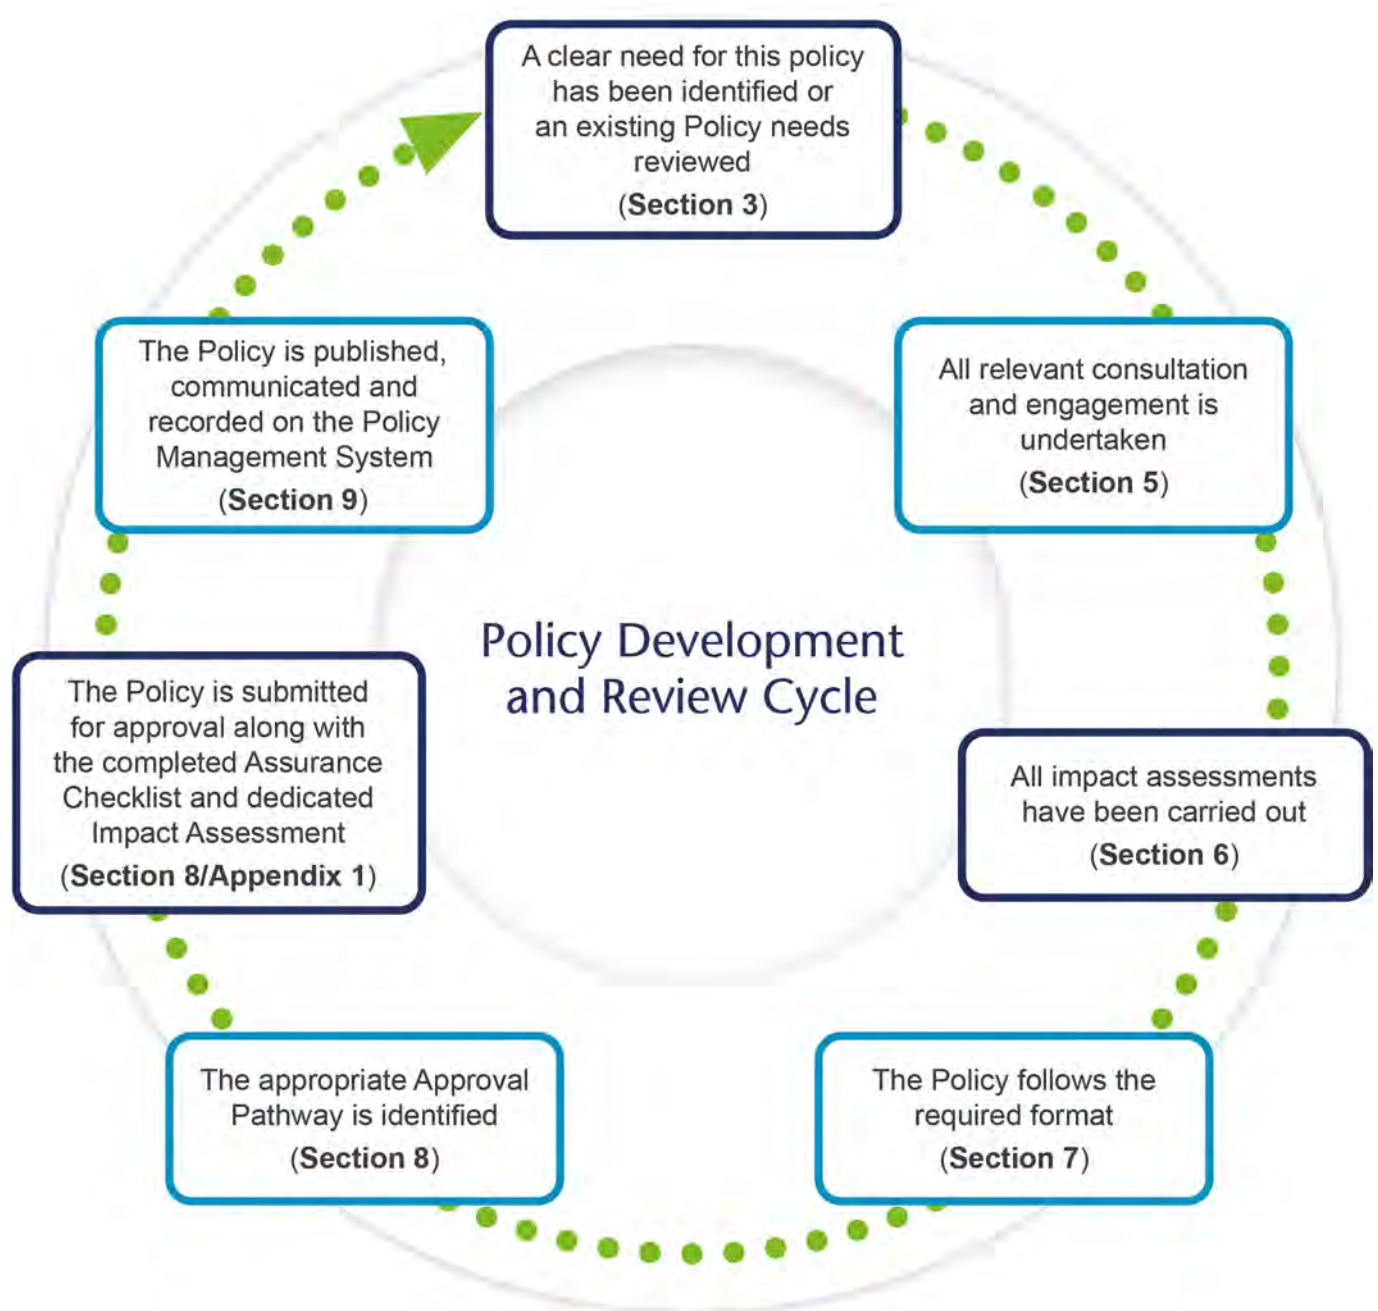 A clear need for this policy
has been identified or
an existing Policy needs
reviewed
(Section 3)
All relevant consultation
and engagement is
undertaken
(Section 5)
All impact assessments
have been carried out
(Section 6)
The Policy follows the
required format
(Section 7)
The appropriate Approval
Pathway is identified
(Section 8)
The Policy is submitted
for approval along with
the completed Assurance
Checklist and dedicated
Impact Assessment
(Section 8/Appendix 1)
The Policy is published,
communicated and
recorded on the Policy
Management System
(Section 9)
Policy Development
and Review Cycle